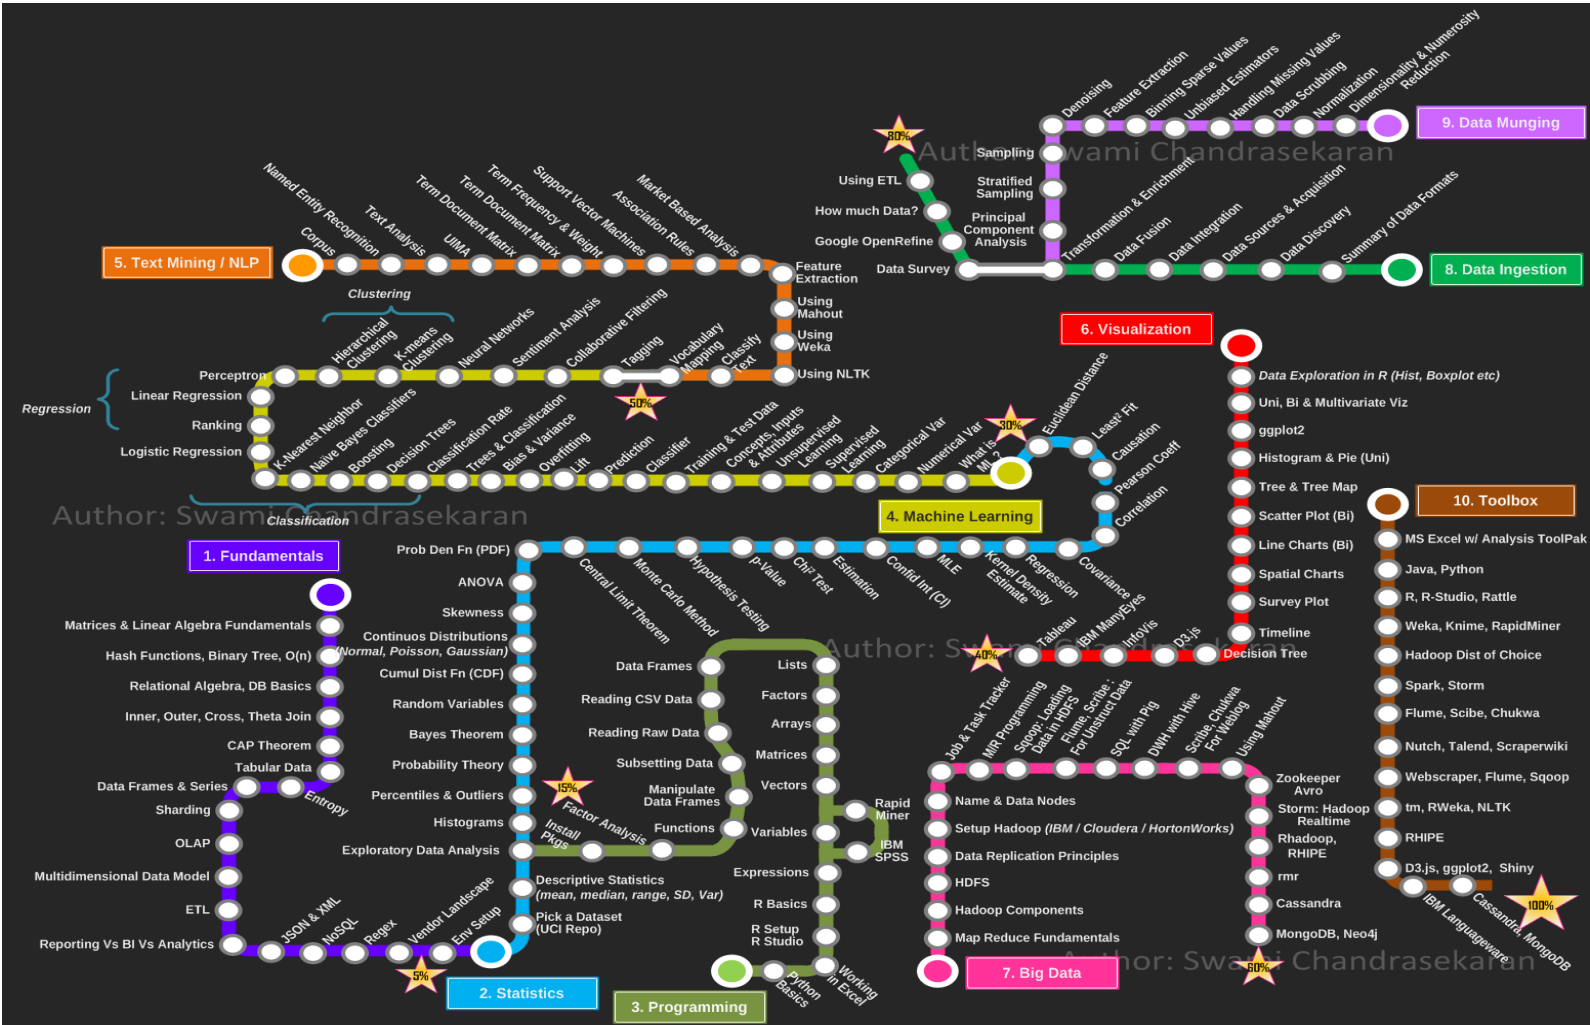 Author: Swami Chandrasekaran
9. Data Munging
Denoising
Feature Extraction
Binning Sparse Values
Unbiased Estimators
Handling Missing Values
Data Scrubbing
Normalization
Dimensionality & Numerosity
Reduction
Sampling
Stratified
Sampling
Principal
Component
Analysis
80%
Using ETL
How much Data?
Google OpenRefine
Data Survey
Transformation & Enrichment
Data Fusion
Data Integration
Data Sources & Acquisition
Data Discovery
Summary of Data Formats
8. Data Ingestion
5. Text Mining / NLP
Corpus
Named Entity Recognition
Text Analysis
UIMA
Term Document Matrix
Term Document Matrix
Term Frequency & Weight
Support Vector Machines
Association Rules
Market Based Analysis
Feature
Extraction
Using
Mahout
Using
Weka
Using NLTK
Classify
Text
Vocabulary
Mapping
50%
Tagging
Collaborative Filtering
Sentiment Analysis
Neural Networks
Clustering
K-means
Clustering
Hierarchical
Clustering
Perceptron
Regression
Linear Regression
Ranking
Logistic Regression
K-Nearest Neighbor
Naïve Bayes Classifiers
Boosting
Decision Trees
Classification Rate
Classification
Trees & Classification
Bias & Variance
Overfitting
Lift
Prediction
Classifier
Training & Test Data
Concepts, Inputs
& Attributes
Unsupervised
Learning
Supervised
Learning
Categorical Var
Numerical Var
What is
ML?
30%
4. Machine Learning
Author: Swami Chandrasekaran
Euclidean Distance
Least² Fit
Causation
Pearson Coeff
Correlation
Covariance
Regression
Kernel Density
Estimate
MLE
Confid Int (CI)
Estimation
Chi² Test
p-Value
Hypothesis Testing
Monte Carlo Method
Central Limit Theorem
Prob Den Fn (PDF)
ANOVA
Skewness
Continuos Distributions
(Normal, Poisson, Gaussian)
Cumul Dist Fn (CDF)
Random Variables
Bayes Theorem
Probability Theory
Percentiles & Outliers
Histograms
Exploratory Data Analysis
Descriptive Statistics
(mean, median, range, SD, Var)
Pick a Dataset
(UCI Repo)
2. Statistics
1. Fundamentals
Matrices & Linear Algebra Fundamentals
Hash Functions, Binary Tree, O(n)
Relational Algebra, DB Basics
Inner, Outer, Cross, Theta Join
CAP Theorem
Tabular Data
Entropy
Data Frames & Series
Sharding
OLAP
Multidimensional Data Model
ETL
Reporting Vs BI Vs Analytics
JSON & XML
NoSQL
Regex
Vendor Landscape
Env Setup
5%
15%
Install
Pkgs
Factor Analysis
Functions
Manipulate
Data Frames
Subsetting Data
Reading Raw Data
Reading CSV Data
Data Frames
Lists
Factors
Arrays
Matrices
Vectors
Variables
Rapid
Miner
IBM
SPSS
Expressions
R Basics
R Setup
R Studio
Working
in Excel
Python
Basics
3. Programming
6. Visualization
Data Exploration in R (Hist, Boxplot etc)
Uni, Bi & Multivariate Viz
ggplot2
Histogram & Pie (Uni)
Tree & Tree Map
Scatter Plot (Bi)
Line Charts (Bi)
Spatial Charts
Survey Plot
Timeline
Decision Tree
D3.js
InfoVis
IBM ManyEyes
Tableau
40%
Author: Swami Chandrasekaran
Job & Task Tracker
M/R Programming
Sqoop: Loading
Data in HDFS
Flume, Scribe :
For Unstruct Data
SQL with Pig
DWH with Hive
Scribe, Chukwa
For Weblog
Using Mahout
Zookeeper
Avro
Storm: Hadoop
Realtime
Rhadoop,
RHIPE
rmr
Cassandra
MongoDB, Neo4j
60%
Name & Data Nodes
Setup Hadoop (IBM / Cloudera / HortonWorks)
Data Replication Principles
HDFS
Hadoop Components
Map Reduce Fundamentals
7. Big Data
Author: Swami Chandrasekaran
10. Toolbox
MS Excel w/ Analysis ToolPak
Java, Python
R, R-Studio, Rattle
Weka, Knime, RapidMiner
Hadoop Dist of Choice
Spark, Storm
Flume, Scibe, Chukwa
Nutch, Talend, Scraperwiki
Webscraper, Flume, Sqoop
tm, RWeka, NLTK
RHIPE
D3.js, ggplot2, Shiny
IBM Languageware
Cassandra, MongoDB
100%